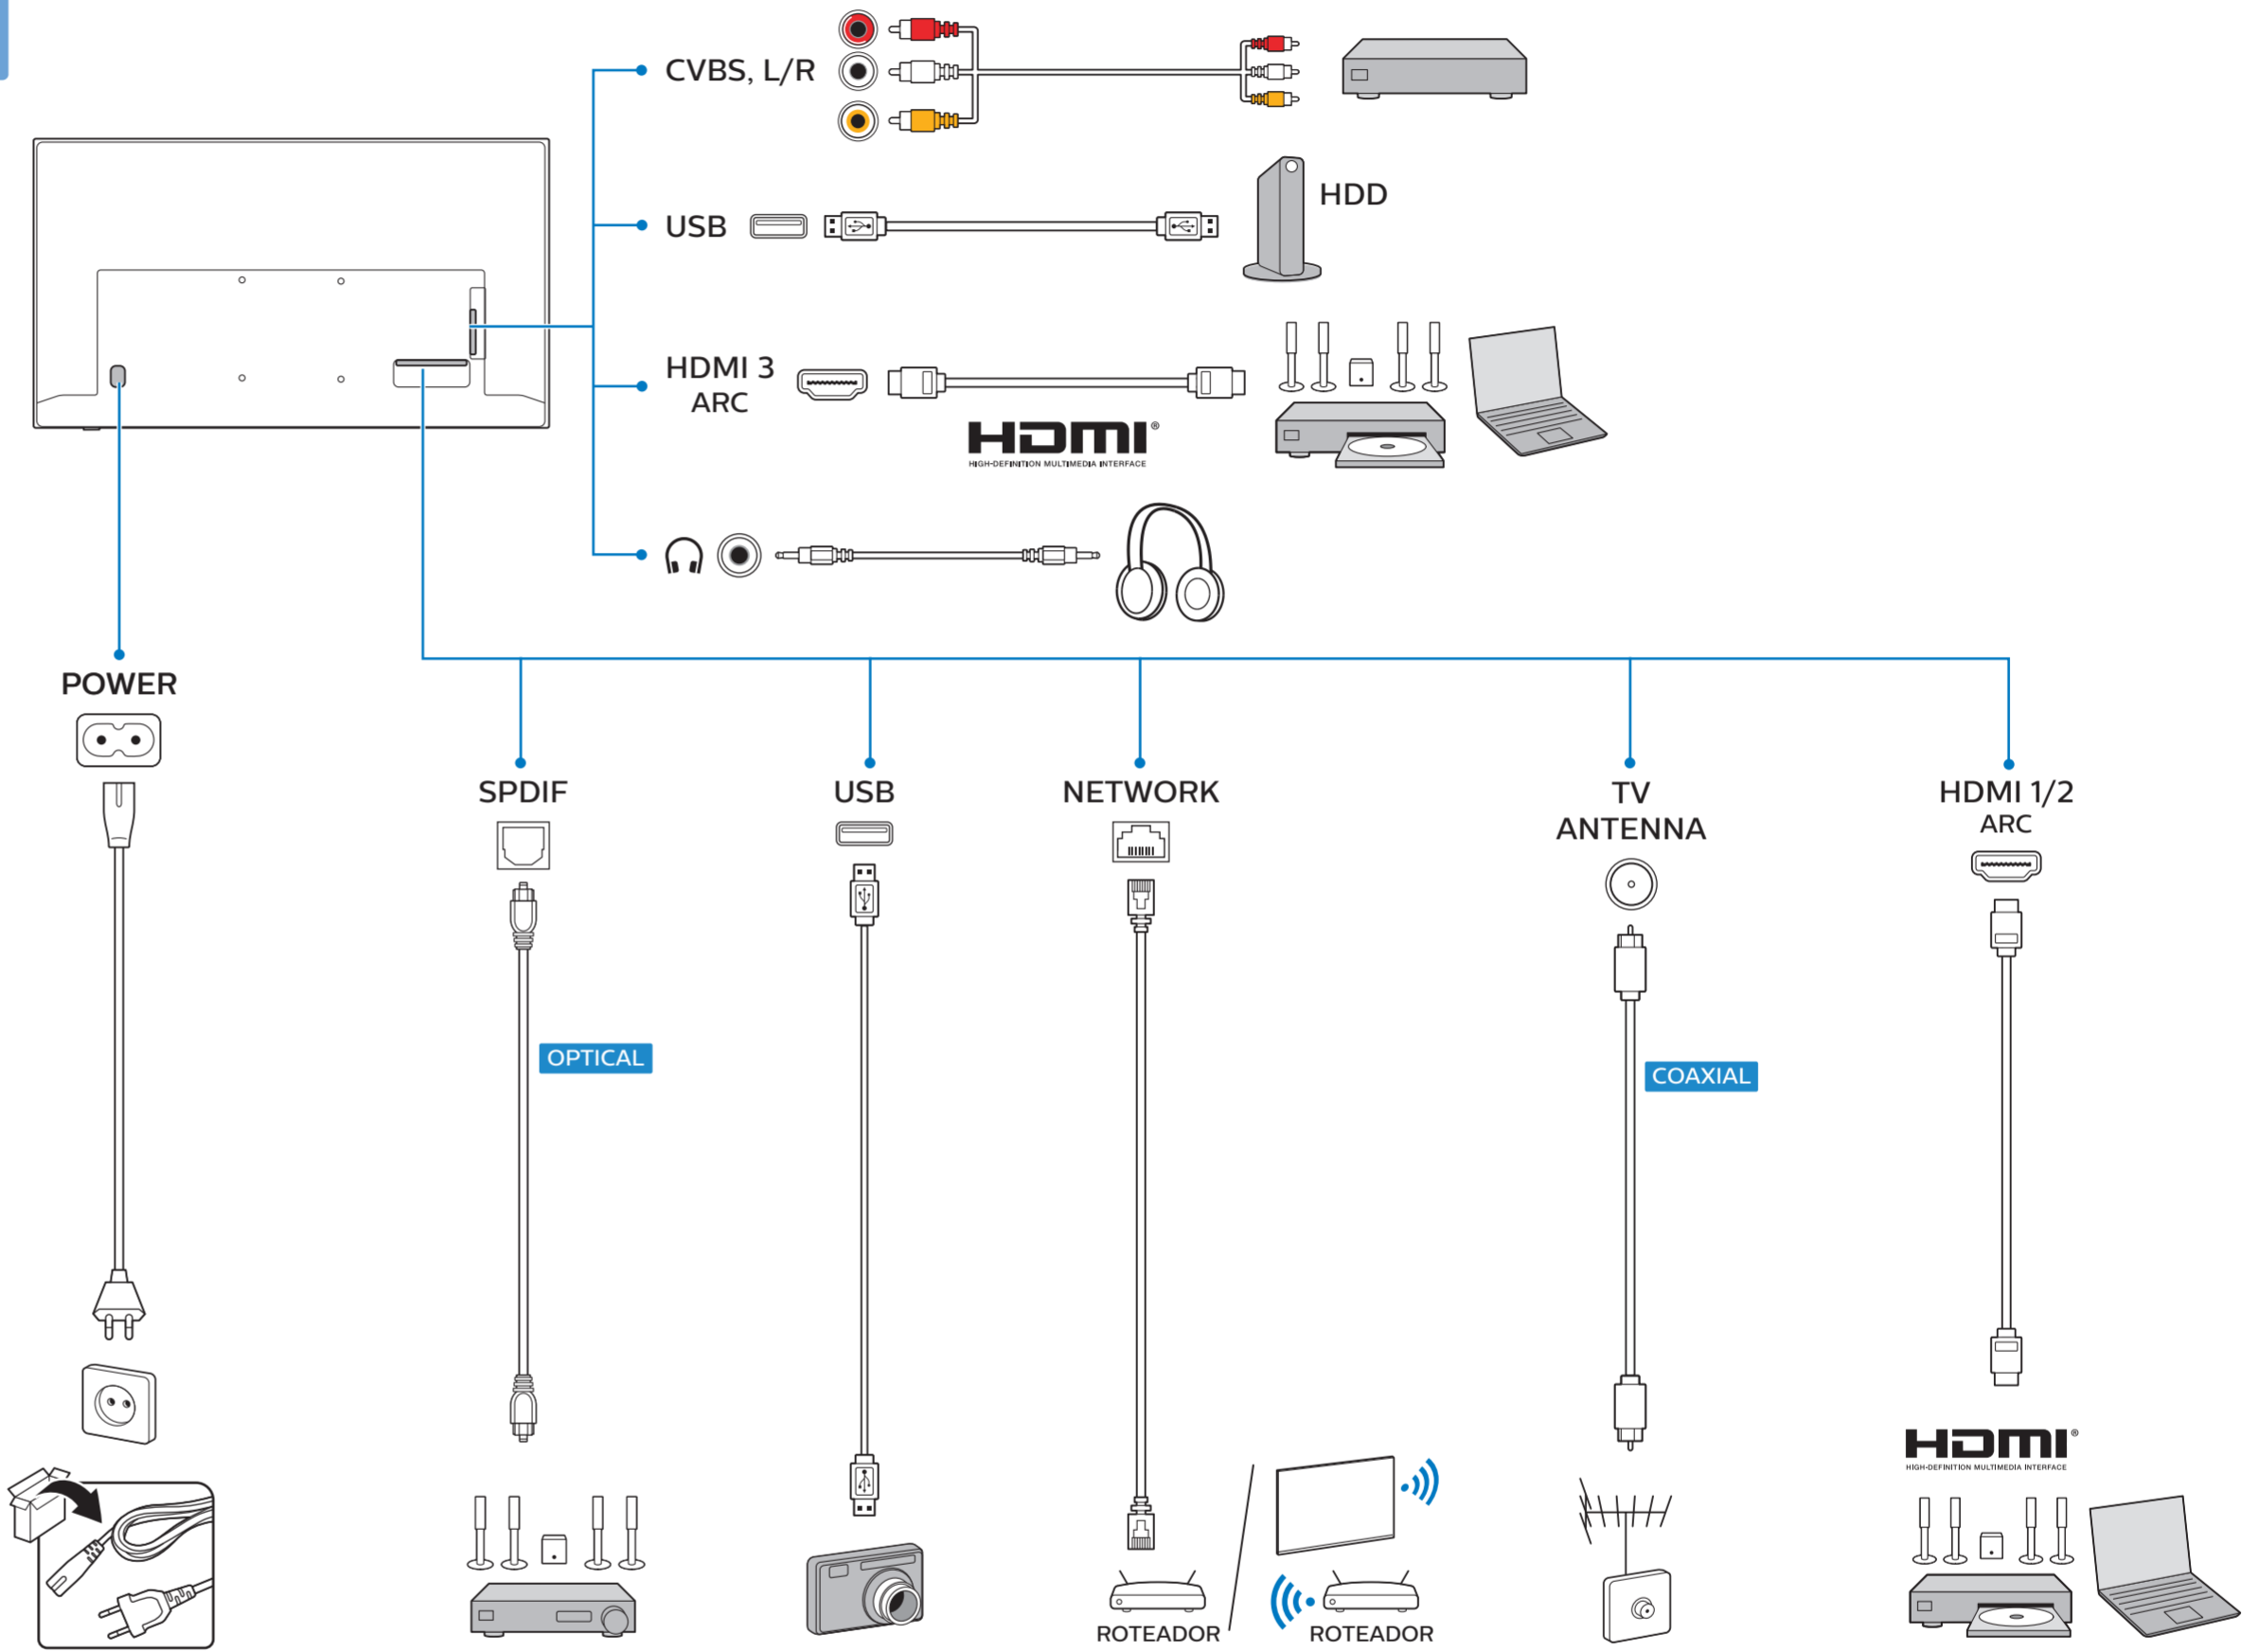 CVBS, L/R
USB
HDD
HDMI 3
ARC
HDMI®
HIGH-DEFINITION MULTIMEDIA INTERFACE
POWER
SPDIF
USB
NETWORK
TV
ANTENNA
HDMI 1/2
ARC
OPTICAL
COAXIAL
HDMI®
HIGH-DEFINITION MULTIMEDIA INTERFACE
ROTEADOR
ROTEADOR